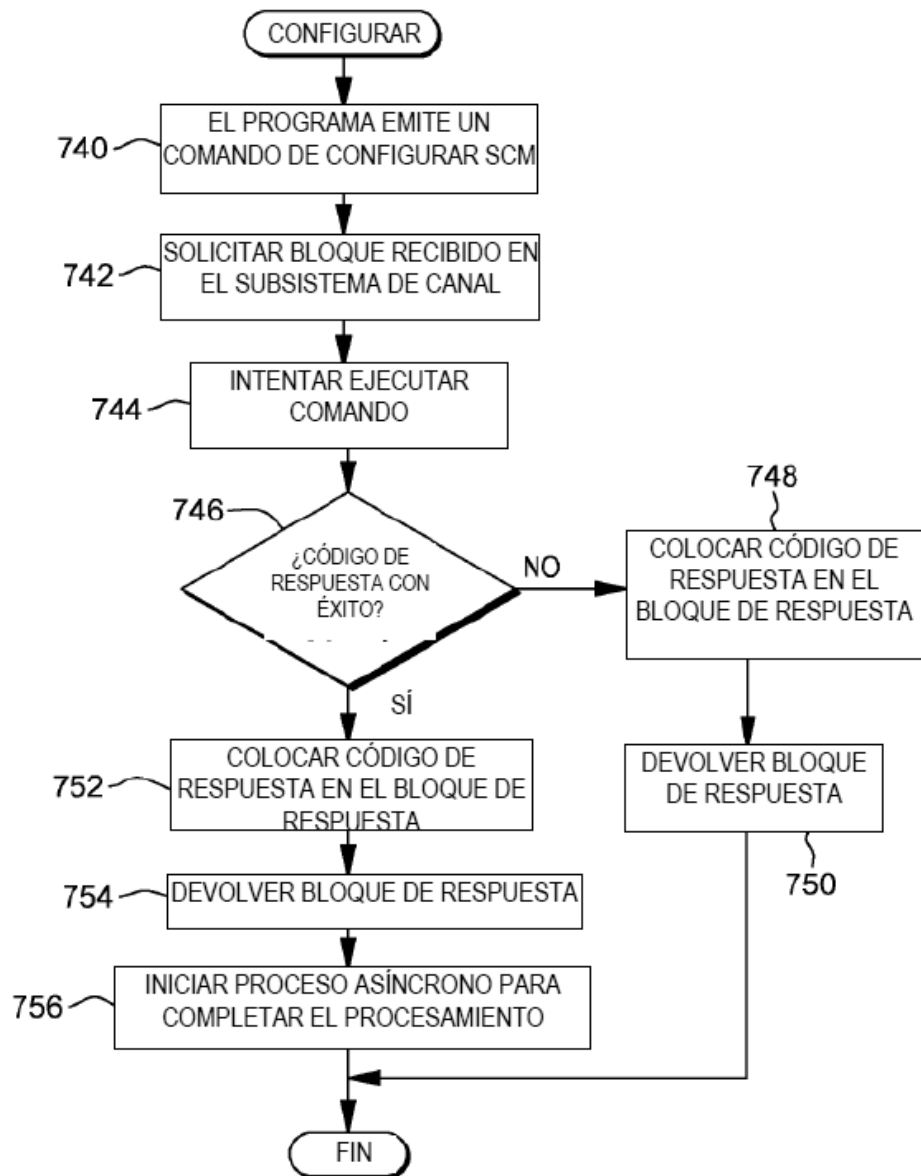 CONFIGURAR
740
EL PROGRAMA EMITE UN
COMANDO DE CONFIGURAR SCM
742
SOLICITAR BLOQUE RECIBIDO EN
EL SUBSISTEMA DE CANAL
744
INTENTAR EJECUTAR
COMANDO
746
¿CÓDIGO DE
RESPUESTA CON
ÉXITO?
NO
SÍ
748
COLOCAR CÓDIGO DE
RESPUESTA EN EL
BLOQUE DE RESPUESTA
DEVOLVER BLOQUE
DE RESPUESTA
750
752
COLOCAR CÓDIGO DE
RESPUESTA EN EL BLOQUE DE
RESPUESTA
754
DEVOLVER BLOQUE DE RESPUESTA
756
INICIAR PROCESO ASÍNCRONO PARA
COMPLETAR EL PROCESAMIENTO
FIN